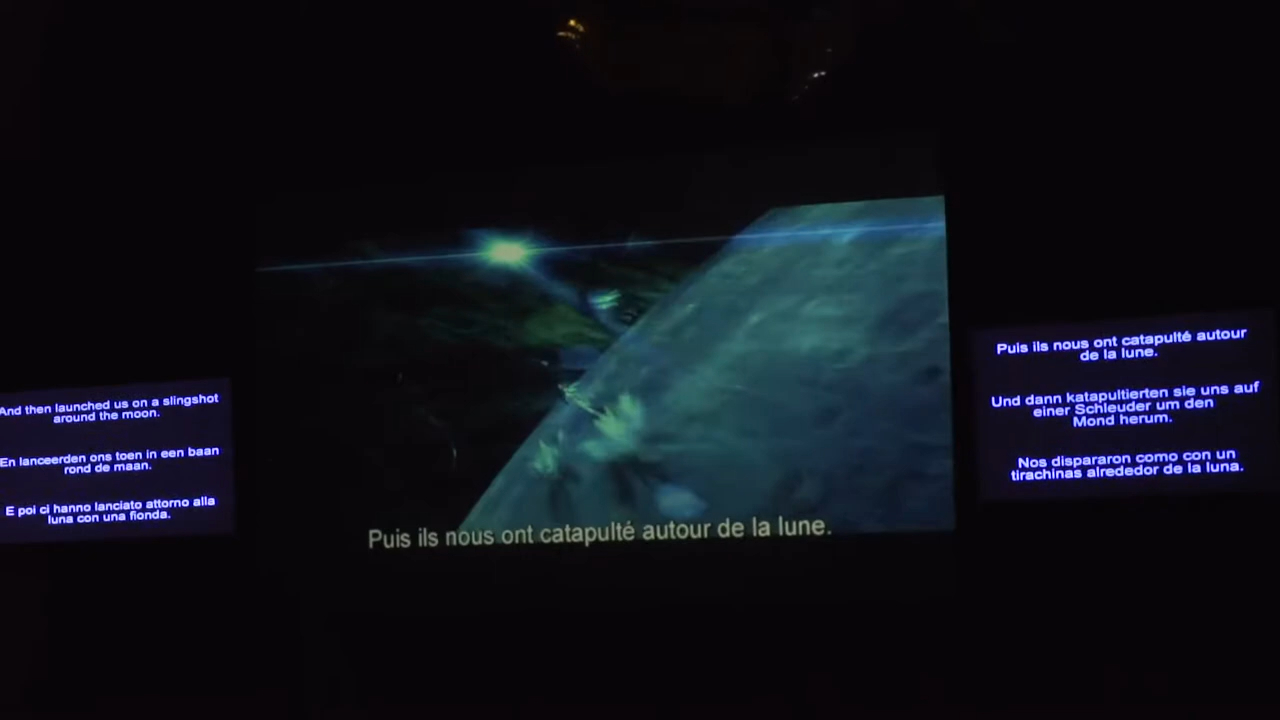 And then launched us on a slingshot
around the moon.
En lanceerden ons toen in een baan
rond de maan.
E poi ci hanno lanciato attorno alla
luna con una fionda.
Puis ils nous ont catapulté autour de la lune.
Puis ils nous ont catapulté autour
de la lune.
Und dann katapultierten sie uns auf
einer Schleuder um den
Mond herum.
Nos dispararon como con un
tirachinas alrededor de la luna.